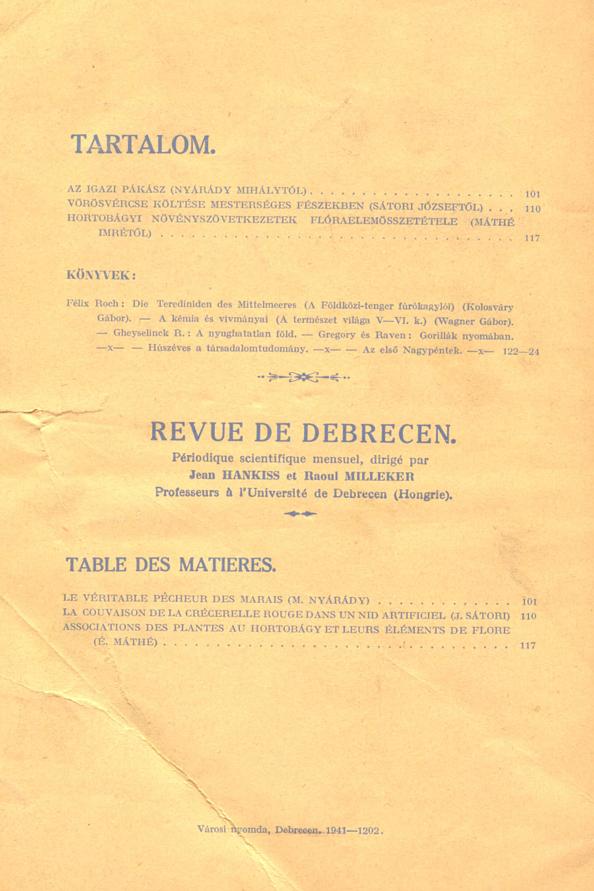 TARTALOM.
AZ IGAZI PÁKÁSZ (NYÁRÁDY MIHÁLYTÓL) . . . . . . . . . . . . . . . . . . . 101
VÖRÖSVÉRCSE KÖLTÉSE MESTERSÉGES FÉSZEKBEN (SÁTORI JÓZSEFTŐL) . . . 110
HORTOBÁGYI NÖVÉNYSZÖVETKEZETEK FLÓRAELEMÖSSZETÉTELE (MÁTHÉ
IMRÉTŐL) . . . . . . . . . . . . . . . . . . . . . . . . . . . . . . 117
KÖNYVEK:
Félix Roch: Die Terediniden des Mittelmeeres (A Földközi-tenger fúrókagylói) (Kolosváry
Gábor). — A kémia és vívmányai (A természet világa V—VI. k.) (Wagner Gábor).
— Gheyselinck R.: A nyughatatlan föld. — Gregory és Raven: Gorillák nyomában.
—x— — Húszéves a társadalomtudomány. —x— — Az első Nagypéntek. —x— 122—24
REVUE DE DEBRECEN.
Périodique scientifique mensuel, dirigé par
Jean HANKISS et Raoul MILLEKER
Professeurs à l'Université de Debrecen (Hongrie).
TABLE DES MATIERES.
LE VÉRITABLE PÊCHEUR DES MARAIS (M. NYÁRÁDY) . . . . . . . . . . . . . 101
LA COUVAISON DE LA CRÉCERELLE ROUGE DANS UN NID ARTIFICIEL (J. SÁTORI) 110
ASSOCIATIONS DES PLANTES AU HORTOBÁGY ET LEURS ÉLÉMENTS DE FLORE
(É. MÁTHÉ) . . . . . . . . . . . . . . . . . . . . . . . . . . . . . . 117
Városi nyomda, Debrecen. 1941—1202.